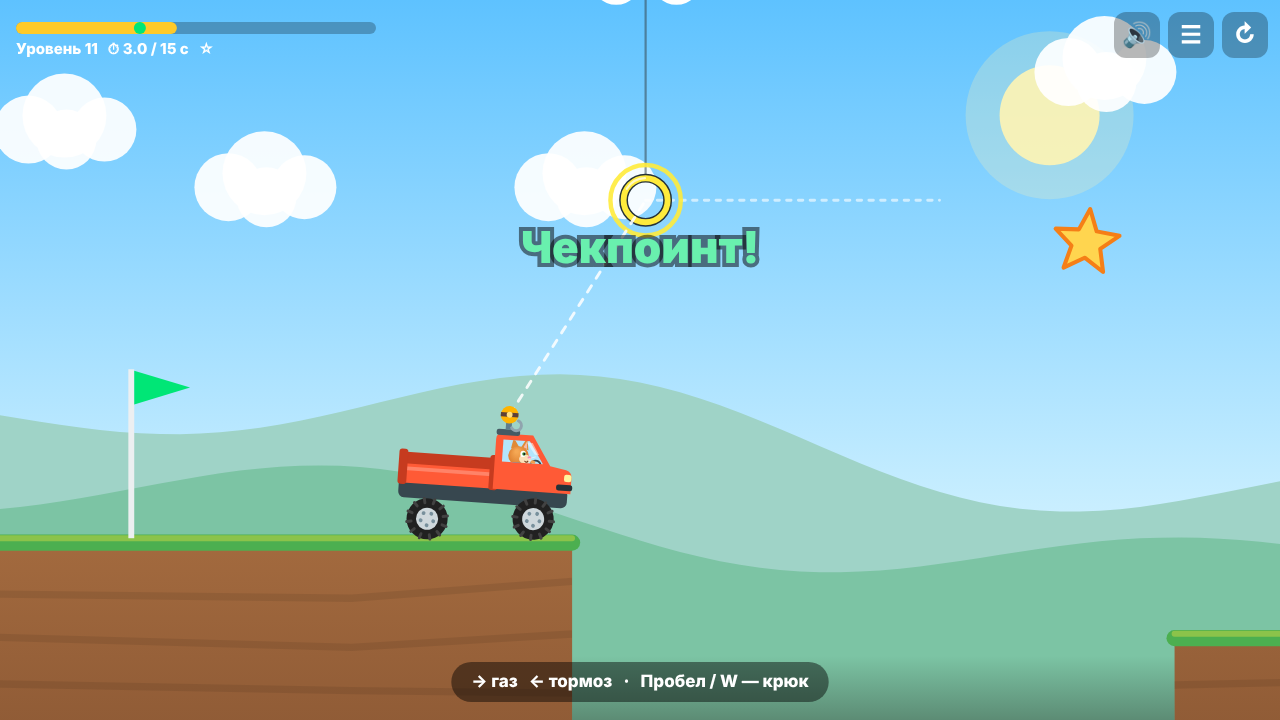 Уровень 11 ⏱ 3.0 / 15 с ☆
Чекпоинт!
→ газ ← тормоз · Пробел / W — крюк